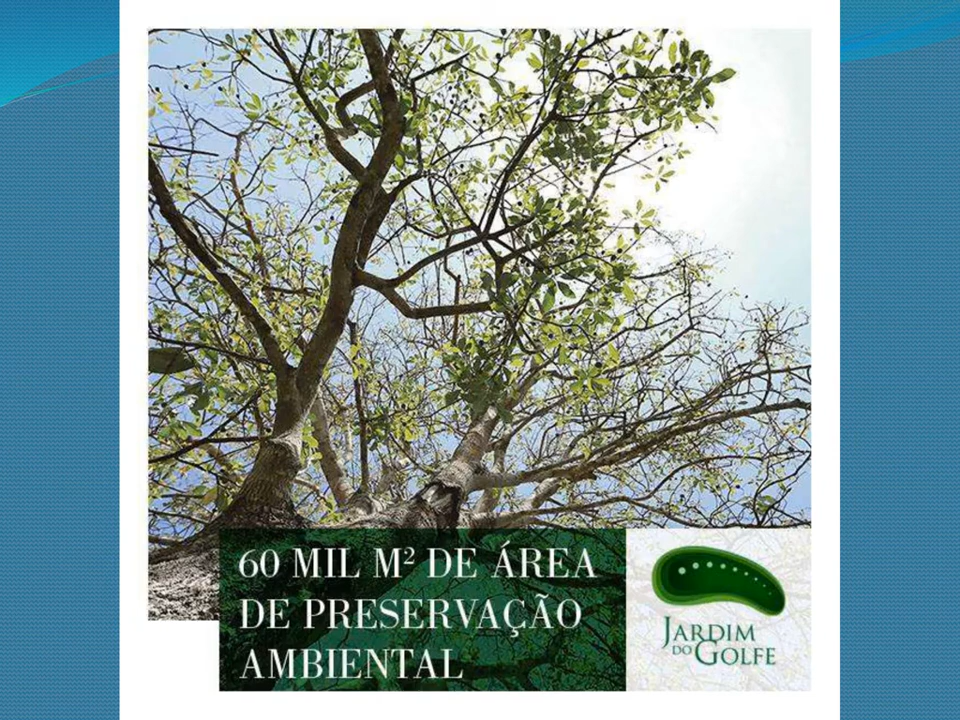 60 MIL M² DE ÁREA
DE PRESERVAÇÃO
AMBIENTAL
JARDIM
DO GOLFE